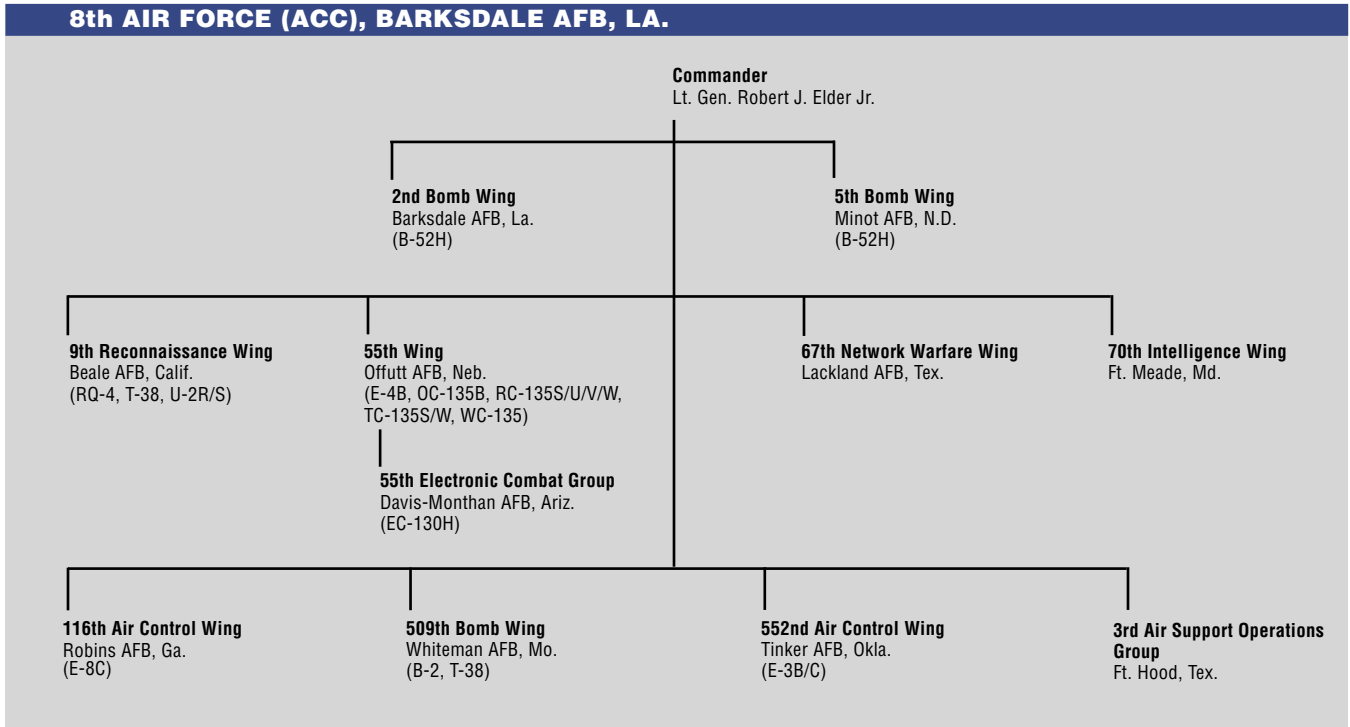 8th AIR FORCE (ACC), BARKSDALE AFB, LA.
Commander
Lt. Gen. Robert J. Elder Jr.
2nd Bomb Wing
Barksdale AFB, La.
(B-52H)
5th Bomb Wing
Minot AFB, N.D.
(B-52H)
9th Reconnaissance Wing
Beale AFB, Calif.
(RQ-4, T-38, U-2R/S)
55th Wing
Offutt AFB, Neb.
(E-4B, OC-135B, RC-135S/U/V/W,
TC-135S/W, WC-135)
55th Electronic Combat Group
Davis-Monthan AFB, Ariz.
(EC-130H)
67th Network Warfare Wing
Lackland AFB, Tex.
70th Intelligence Wing
Ft. Meade, Md.
116th Air Control Wing
Robins AFB, Ga.
(E-8C)
509th Bomb Wing
Whiteman AFB, Mo.
(B-2, T-38)
552nd Air Control Wing
Tinker AFB, Okla.
(E-3B/C)
3rd Air Support Operations
Group
Ft. Hood, Tex.